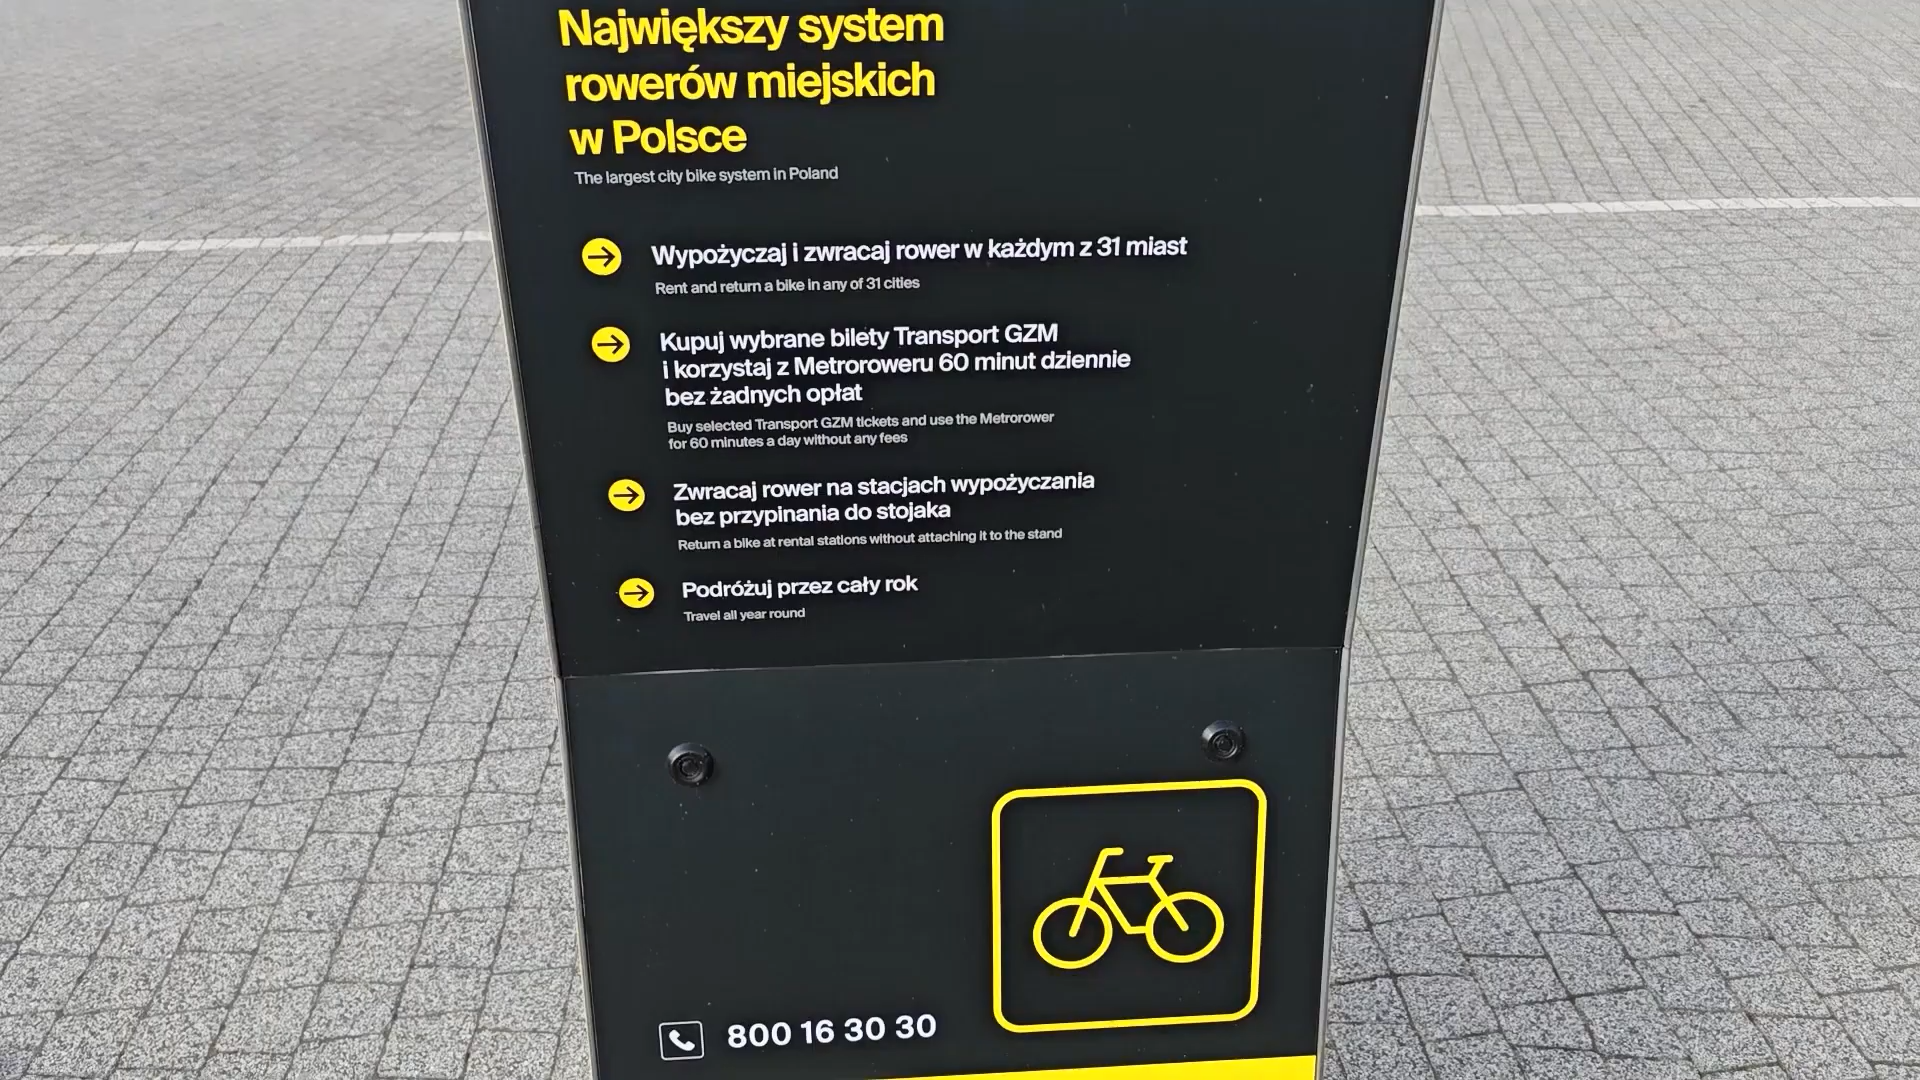 Największy system
rowerów miejskich
w Polsce
The largest city bike system in Poland
Wypożyczaj i zwracaj rower w każdym z 31 miast
Rent and return a bike in any of 31 cities
Kupuj wybrane bilety Transport GZM
i korzystaj z Metroroweru 60 minut dziennie
bez żadnych opłat
Buy selected Transport GZM tickets and use the Metrorower
for 60 minutes a day without any fees
Zwracaj rower na stacjach wypożyczania
bez przypinania do stojaka
Return a bike at rental stations without attaching it to the stand
Podróżuj przez cały rok
Travel all year round
800 16 30 30